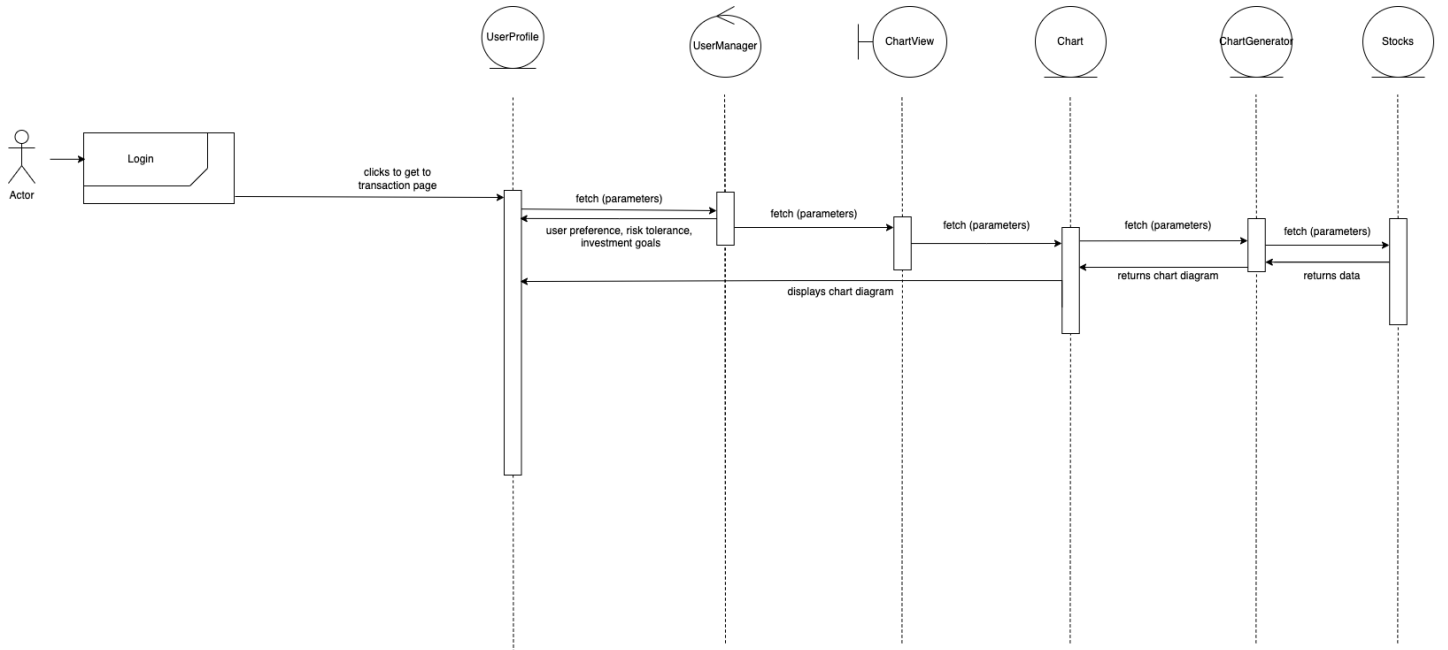 UserProfile
UserManager
ChartView
Chart
ChartGenerator
Stocks
Login
Actor
clicks to get to
transaction page
fetch (parameters)
user preference, risk tolerance,
investment goals
fetch (parameters)
fetch (parameters)
fetch (parameters)
fetch (parameters)
returns chart diagram
returns data
displays chart diagram